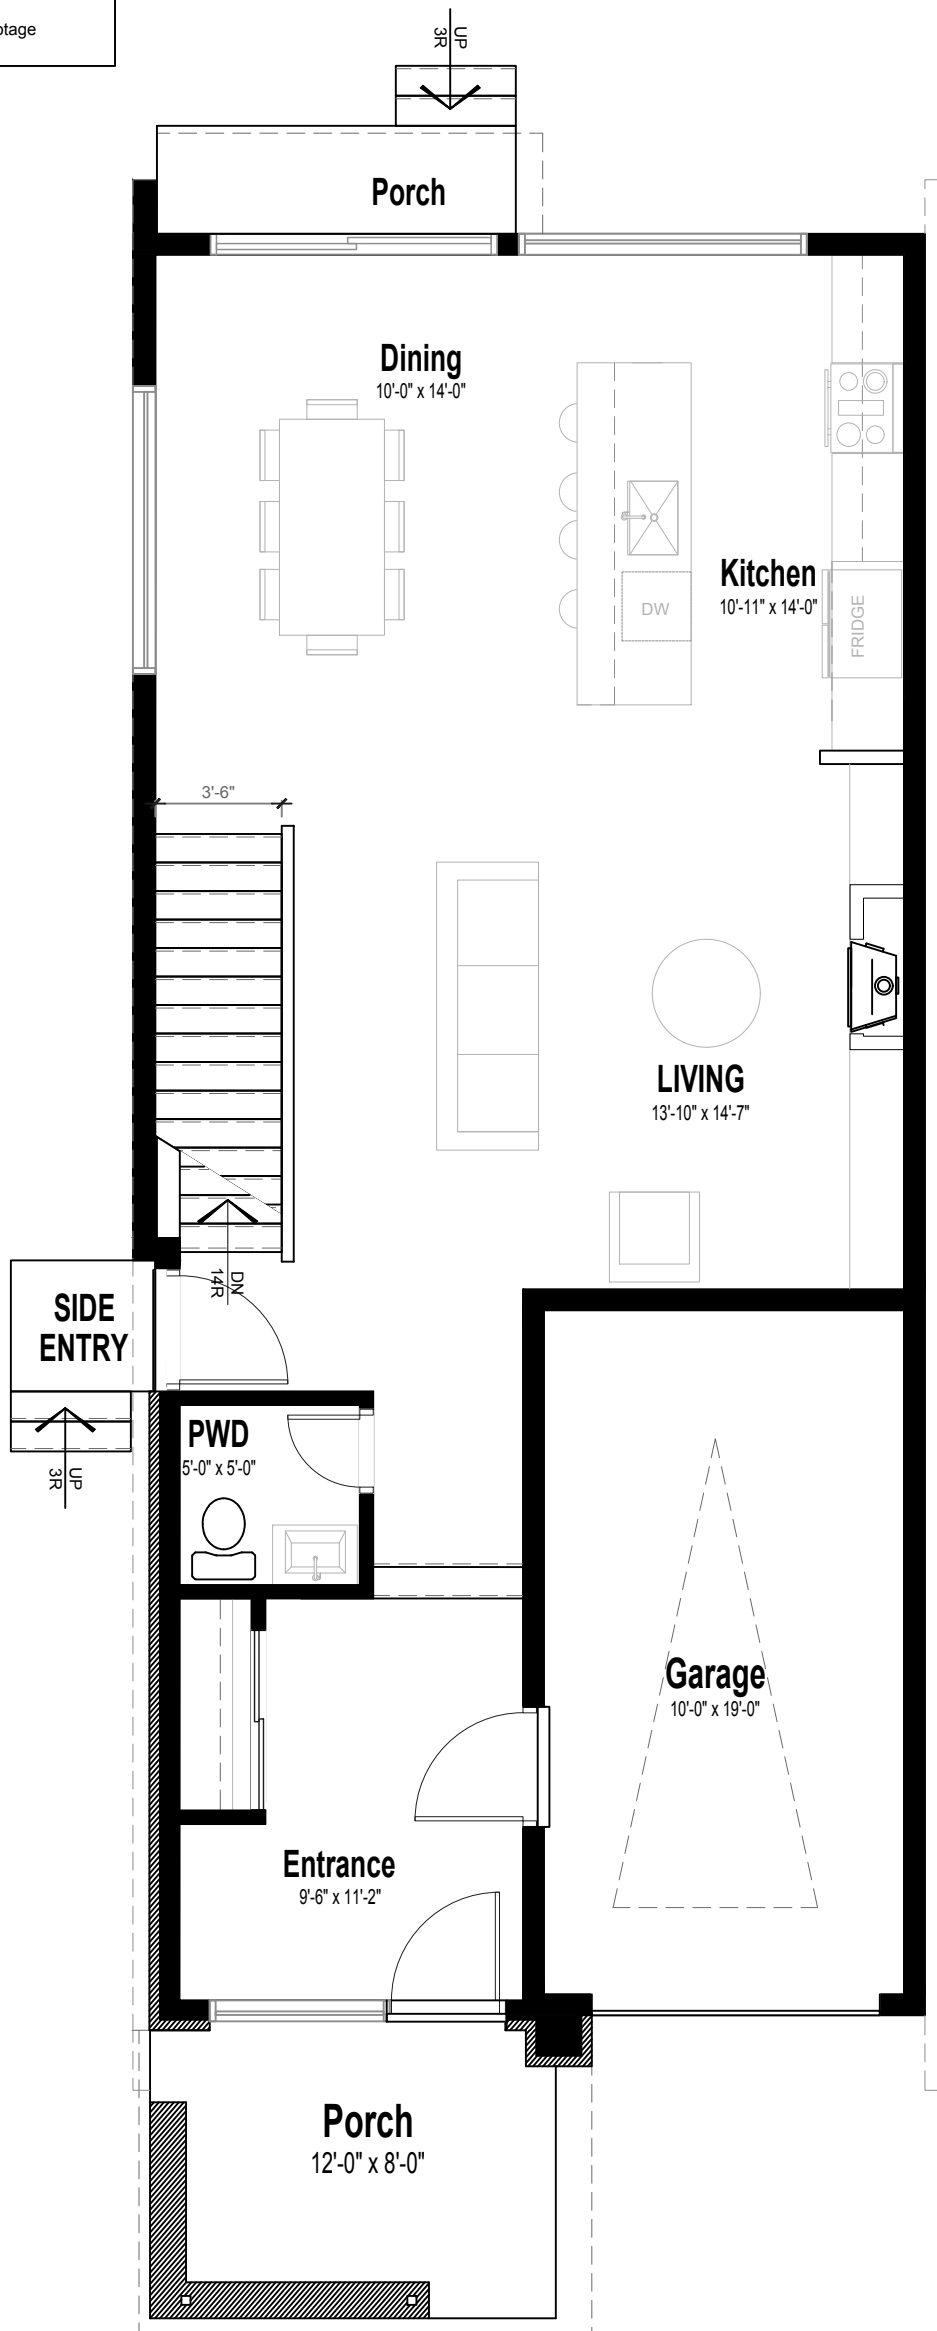 UP
3R
Porch
Dining
10'-0" x 14'-0"
Kitchen
10'-11" x 14'-0"
DW
FRIDGE
3'-6"
LIVING
13'-10" x 14'-7"
DN
14R
SIDE
ENTRY
UP
3R
PWD
5'-0" x 5'-0"
Garage
10'-0" x 19'-0"
Entrance
9'-6" x 11'-2"
Porch
12'-0" x 8'-0"